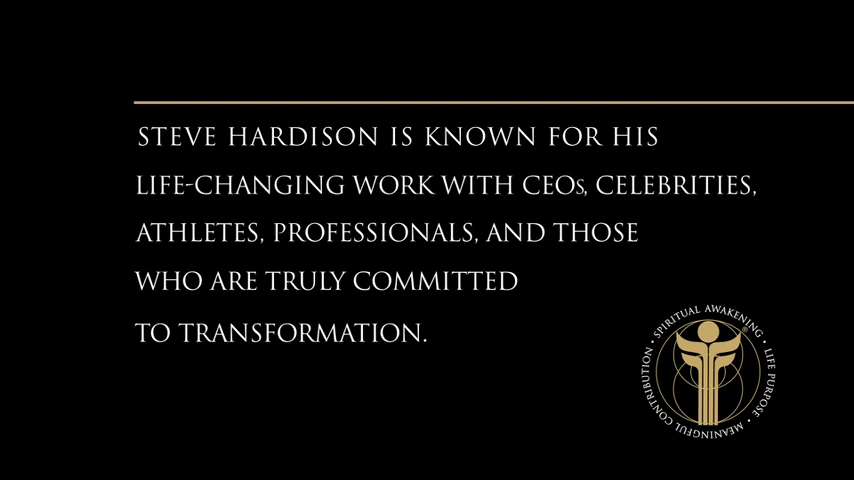 STEVE HARDISON IS KNOWN FOR HIS
LIFE-CHANGING WORK WITH CEOs, CELEBRITIES,
ATHLETES, PROFESSIONALS, AND THOSE
WHO ARE TRULY COMMITTED
TO TRANSFORMATION.
• SPIRITUAL AWAKENING • LIFE PURPOSE • MEANINGFUL CONTRIBUTION
®